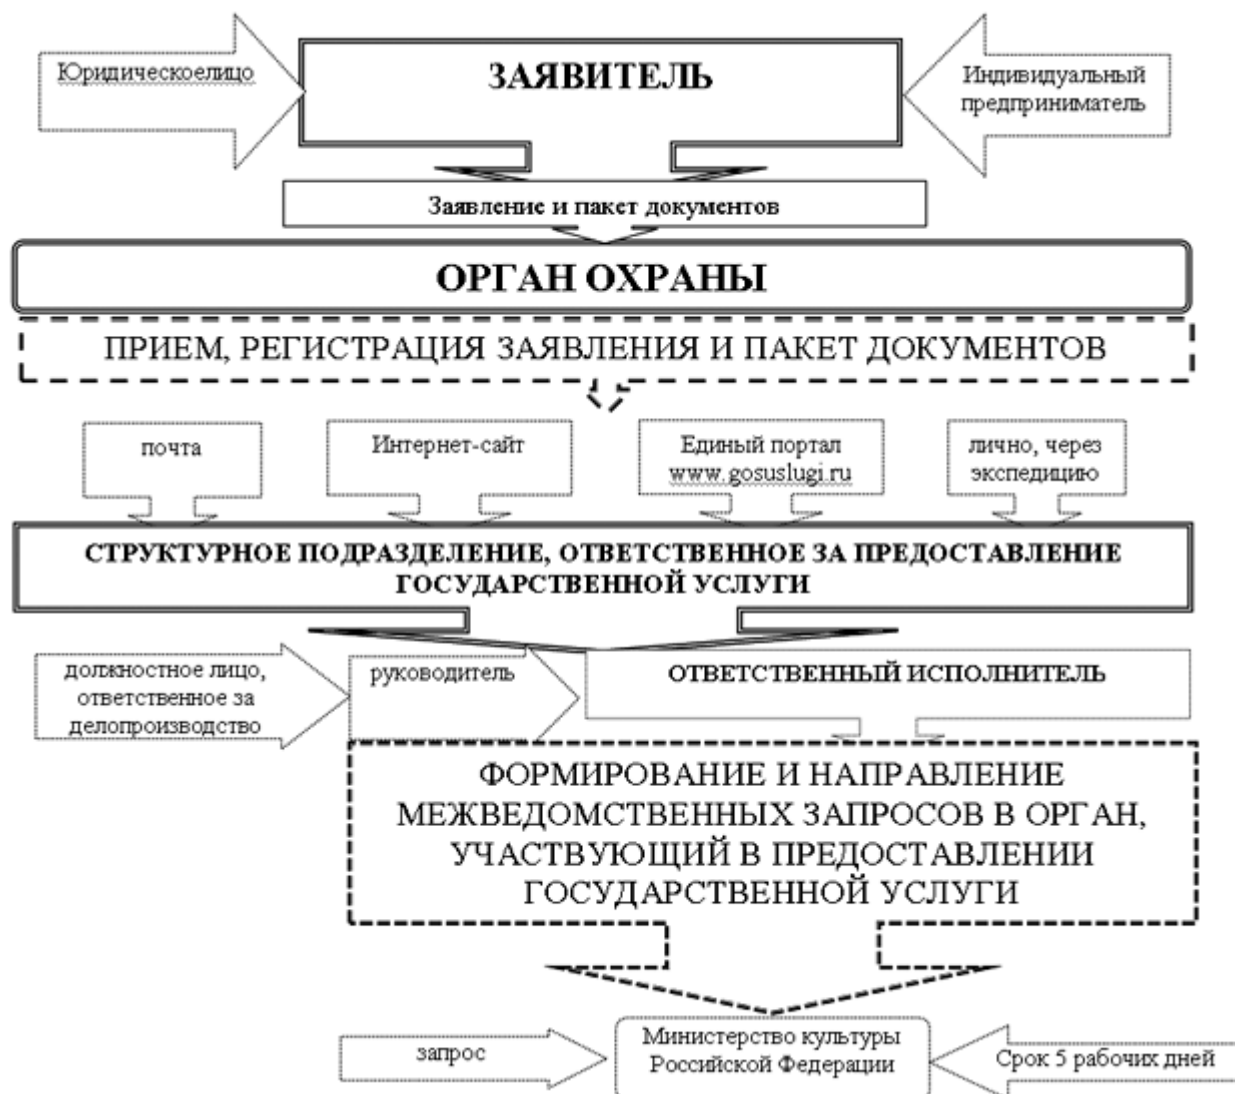 Юридическоелицо
ЗАЯВИТЕЛЬ
Индивидуальный
предприниматель
Заявление и пакет документов
ОРГАН ОХРАНЫ
ПРИЕМ, РЕГИСТРАЦИЯ ЗАЯВЛЕНИЯ И ПАКЕТ ДОКУМЕНТОВ
почта
Интернет-сайт
Единый портал
www.gosuslugi.ru
лично, через
экспедицию
СТРУКТУРНОЕ ПОДРАЗДЕЛЕНИЕ, ОТВЕТСТВЕННОЕ ЗА ПРЕДОСТАВЛЕНИЕ
ГОСУДАРСТВЕННОЙ УСЛУГИ
должностное лицо,
ответственное за
делопроизводство
руководитель
ОТВЕТСТВЕННЫЙ ИСПОЛНИТЕЛЬ
ФОРМИРОВАНИЕ И НАПРАВЛЕНИЕ
МЕЖВЕДОМСТВЕННЫХ ЗАПРОСОВ В ОРГАН,
УЧАСТВУЮЩИЙ В ПРЕДОСТАВЛЕНИИ
ГОСУДАРСТВЕННОЙ УСЛУГИ
запрос
Министерство культуры
Российской Федерации
Срок 5 рабочих дней